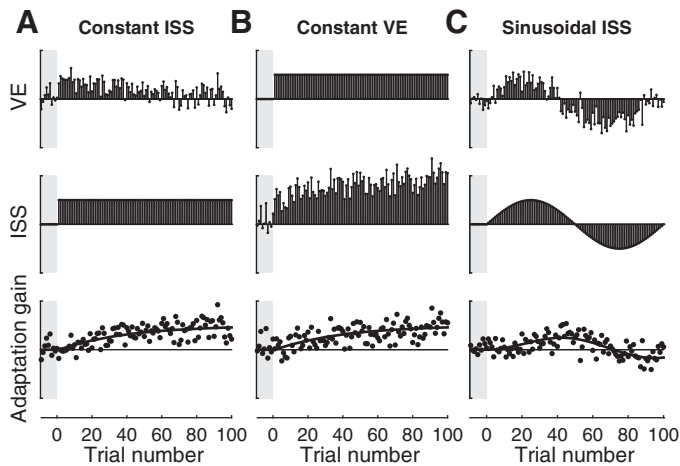 A Constant ISS B Constant VE C Sinusoidal ISS
VE
ISS
Adaptation gain
0 20 40 60 80 100 0 20 40 60 80 100 0 20 40 60 80 100
Trial number Trial number Trial number